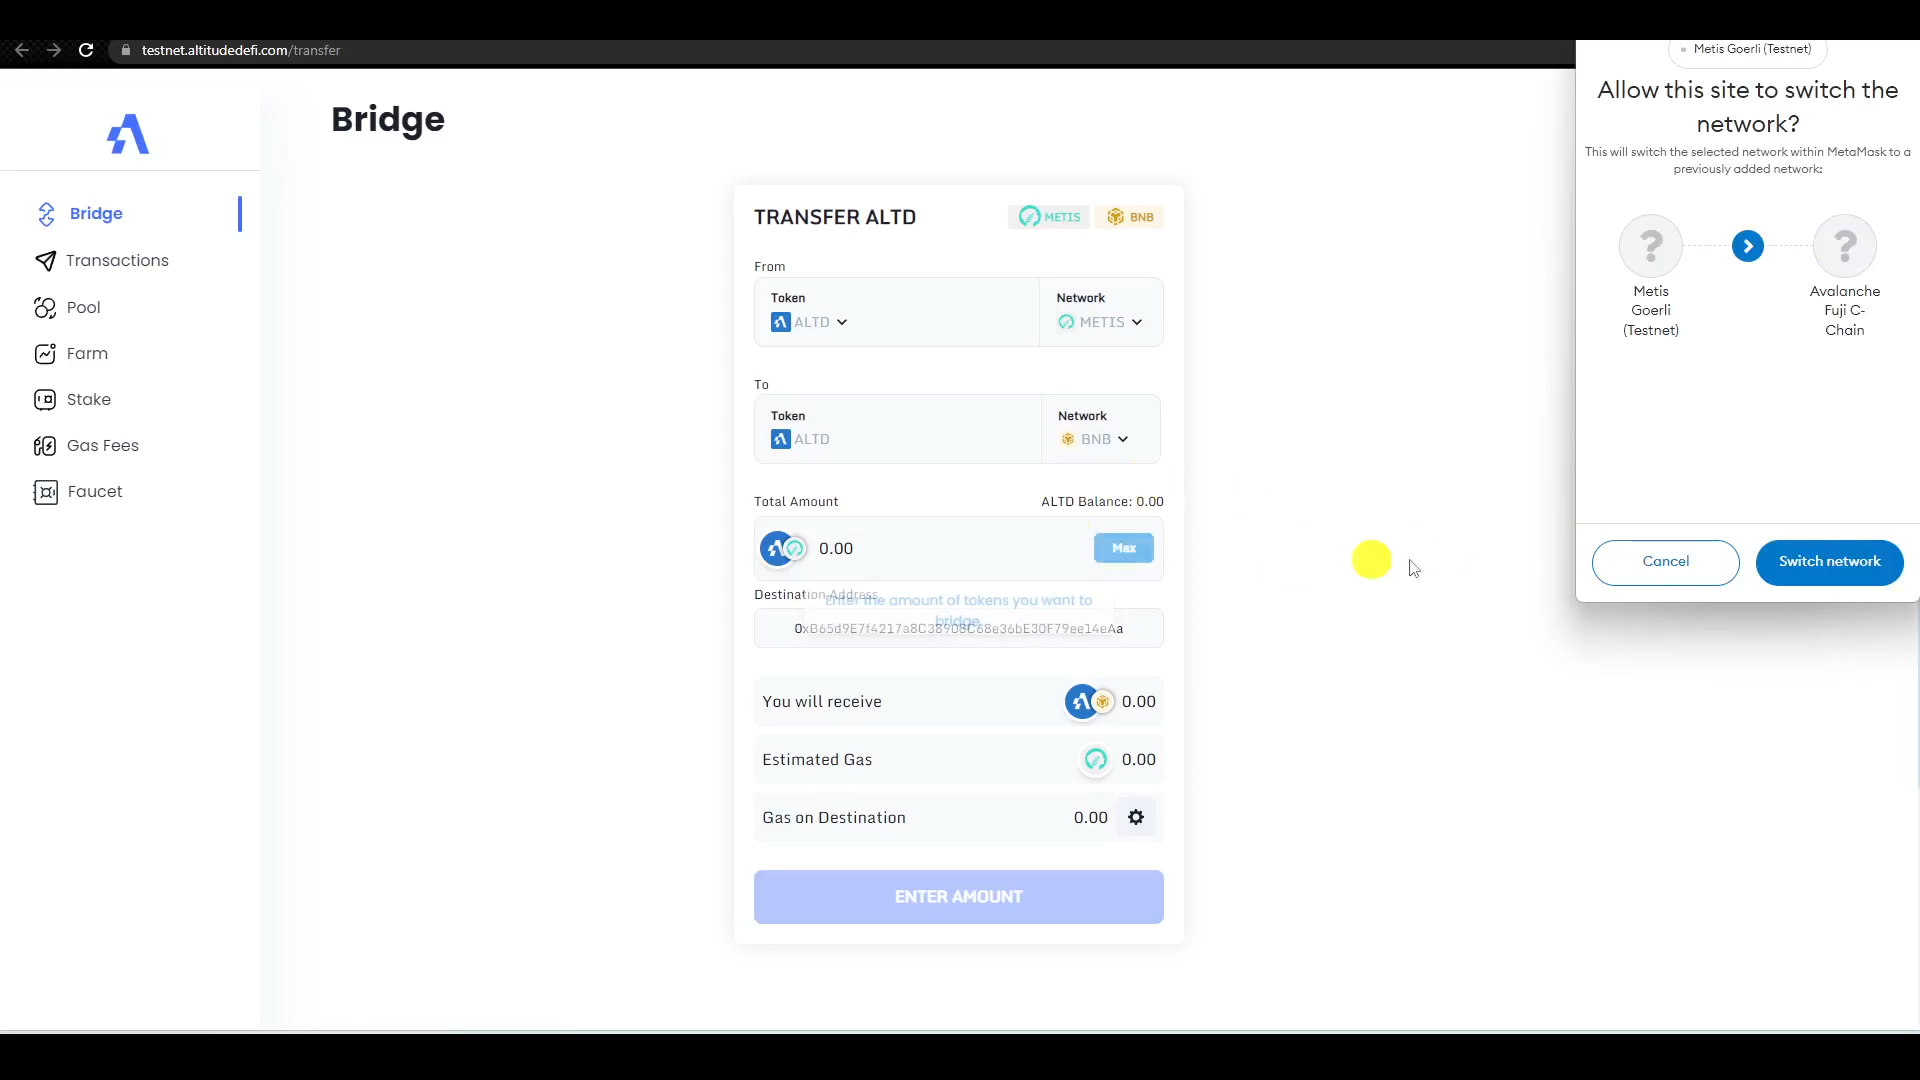 testnet.altitudedefi.com/transfer
Metis Goerli (Testnet)
Allow this site to switch the
network?
This will switch the selected network within MetaMask to a
previously added network:
Metis
Goerli
(Testnet)
Avalanche
Fuji C-
Chain
Cancel
Switch network
Bridge
Transactions
Pool
Farm
Stake
Gas Fees
Faucet
Bridge
TRANSFER ALTD
METIS
BNB
From
Token
ALTD
Network
METIS
To
Token
ALTD
Network
BNB
Total Amount
ALTD Balance: 0.00
0.00
Max
Destination Address
Enter the amount of tokens you want to
bridge
0xB65d9E7f4217a8C38908C68e36bE30F79ee14eAa
You will receive
0.00
Estimated Gas
0.00
Gas on Destination
0.00
ENTER AMOUNT